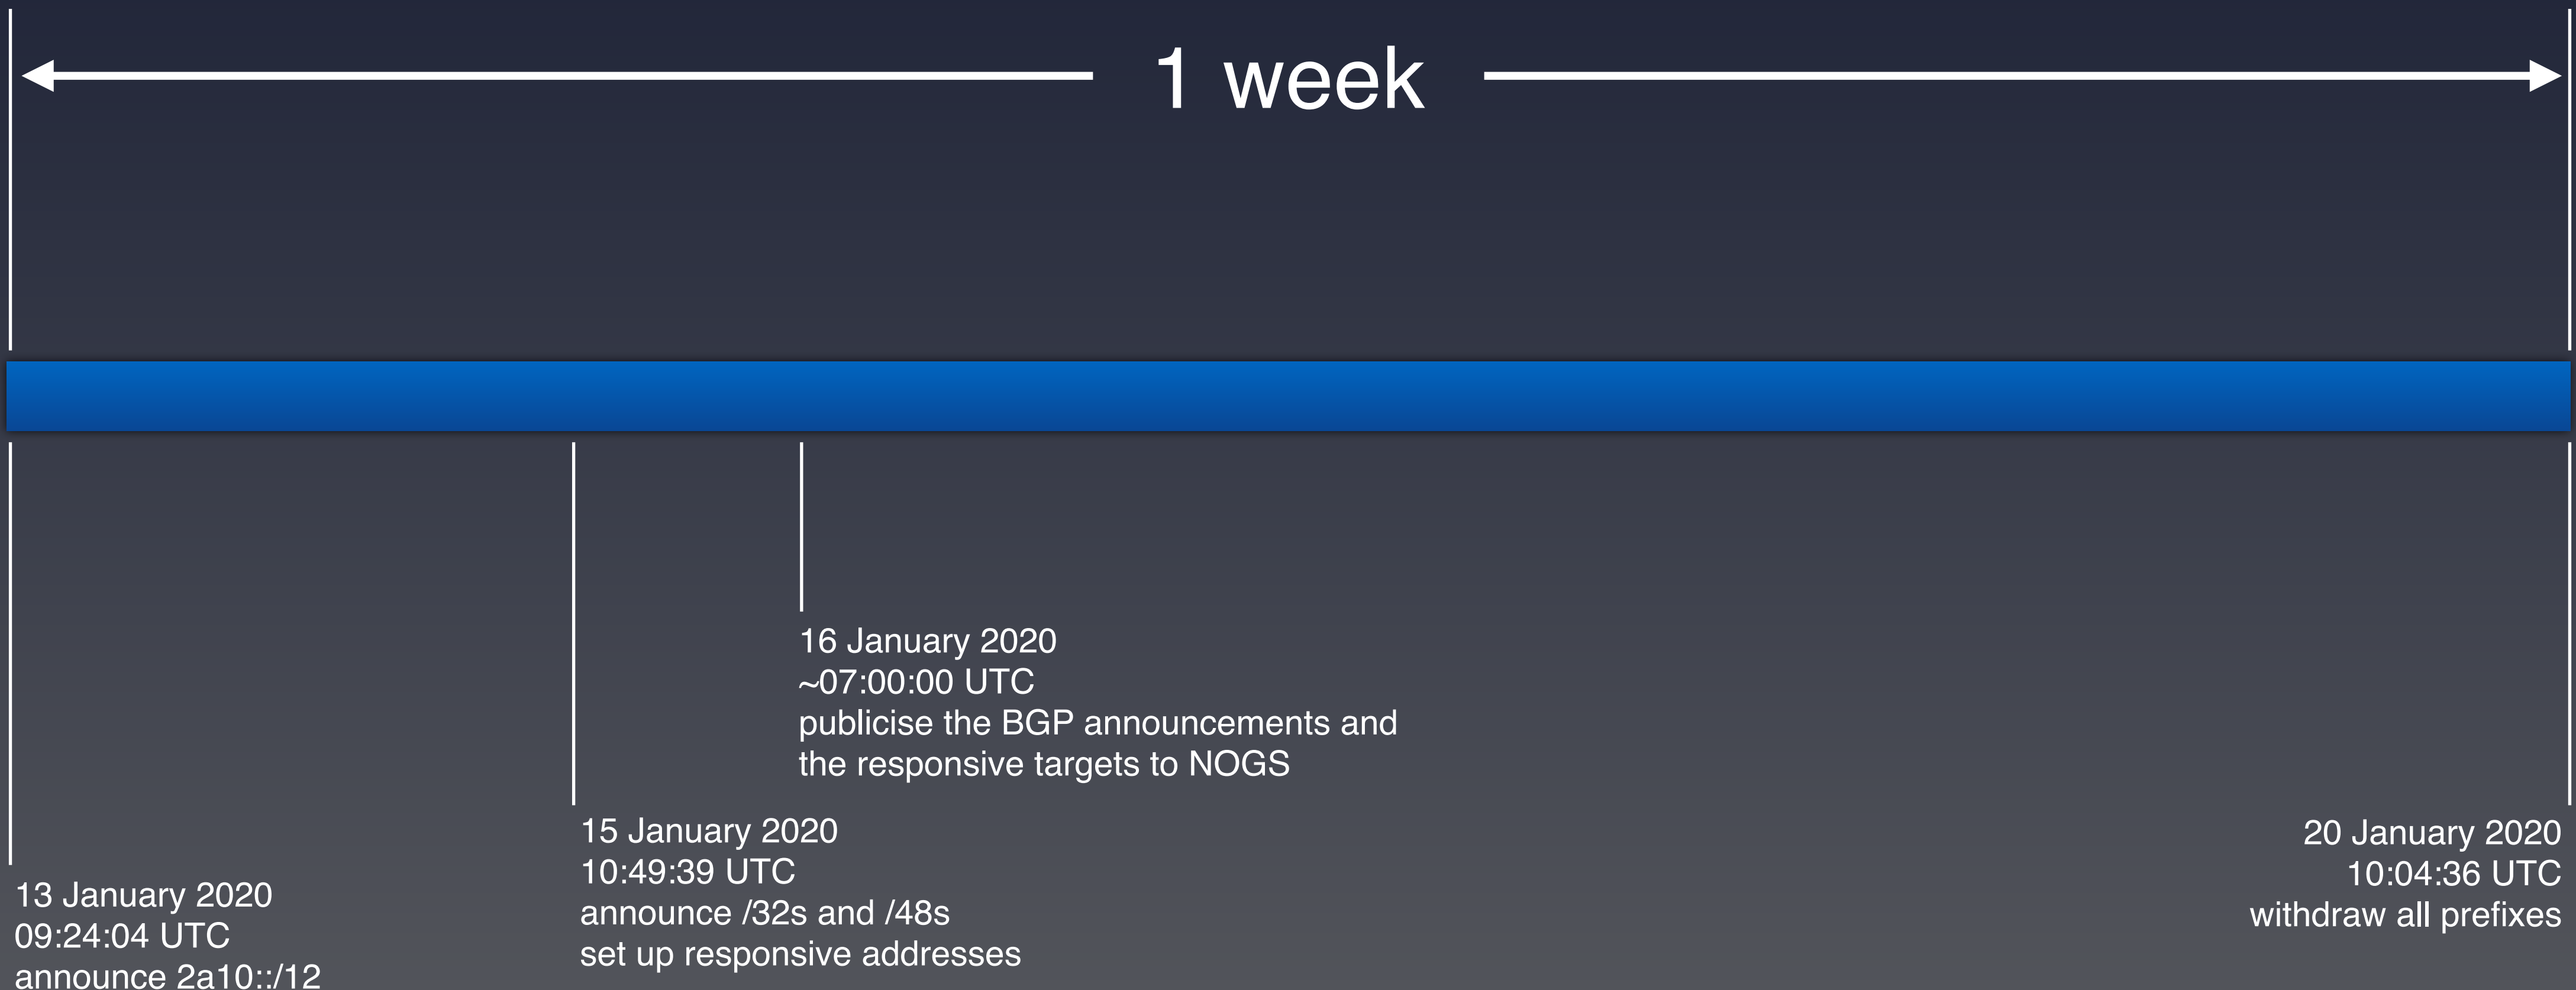 1 week
16 January 2020
~07:00:00 UTC
publicise the BGP announcements and
the responsive targets to NOGS
15 January 2020
10:49:39 UTC
announce /32s and /48s
set up responsive addresses
20 January 2020
10:04:36 UTC
withdraw all prefixes
13 January 2020
09:24:04 UTC
announce 2a10::/12